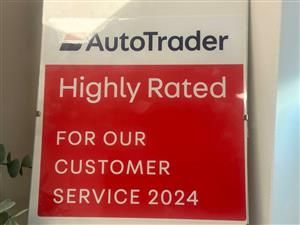 AutoTrader
Highly Rated
FOR OUR
CUSTOMER
SERVICE 2024